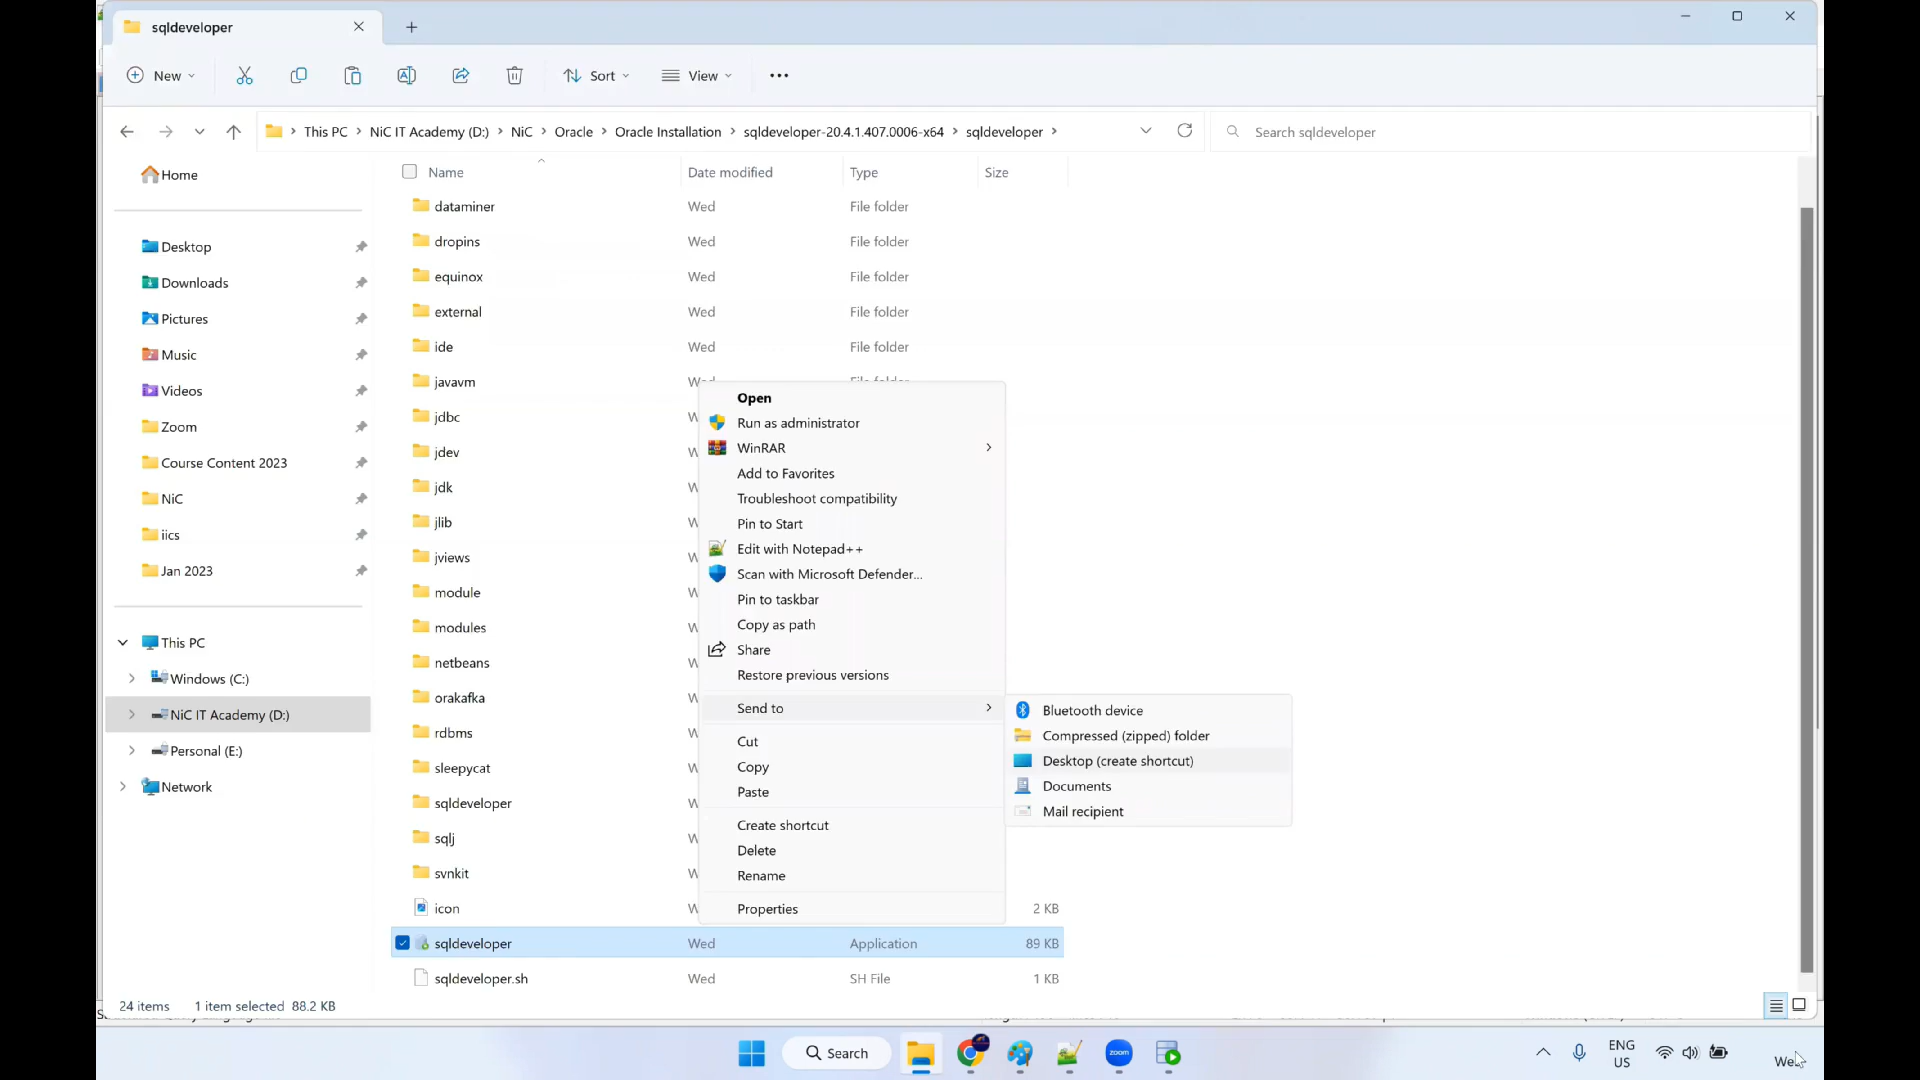 sqldeveloper
New
Sort
View
This PC
NiC IT Academy (D:)
NiC
Oracle
Oracle Installation
sqldeveloper-20.4.1.407.0006-x64
sqldeveloper
Search sqldeveloper
Name Date modified Type Size
Home
Desktop
Downloads
Pictures
Music
Videos
Zoom
Course Content 2023
NiC
iics
Jan 2023
This PC
Windows (C:)
NiC IT Academy (D:)
Personal (E:)
Network
dataminer Wed File folder
dropins Wed File folder
equinox Wed File folder
external Wed File folder
ide Wed File folder
javavm Wed File folder
jdbc
jdev
jdk
jlib
jviews
module
modules
netbeans
orakafka
rdbms
sleepycat
sqldeveloper
sqlj
svnkit
icon 2 KB
sqldeveloper Wed Application 89 KB
sqldeveloper.sh Wed SH File 1 KB
Open
Run as administrator
WinRAR
Add to Favorites
Troubleshoot compatibility
Pin to Start
Edit with Notepad++
Scan with Microsoft Defender...
Pin to taskbar
Copy as path
Share
Restore previous versions
Send to
Cut
Copy
Paste
Create shortcut
Delete
Rename
Properties
Bluetooth device
Compressed (zipped) folder
Desktop (create shortcut)
Documents
Mail recipient
24 items 1 item selected 88.2 KB
Search
zoom
ENG
US